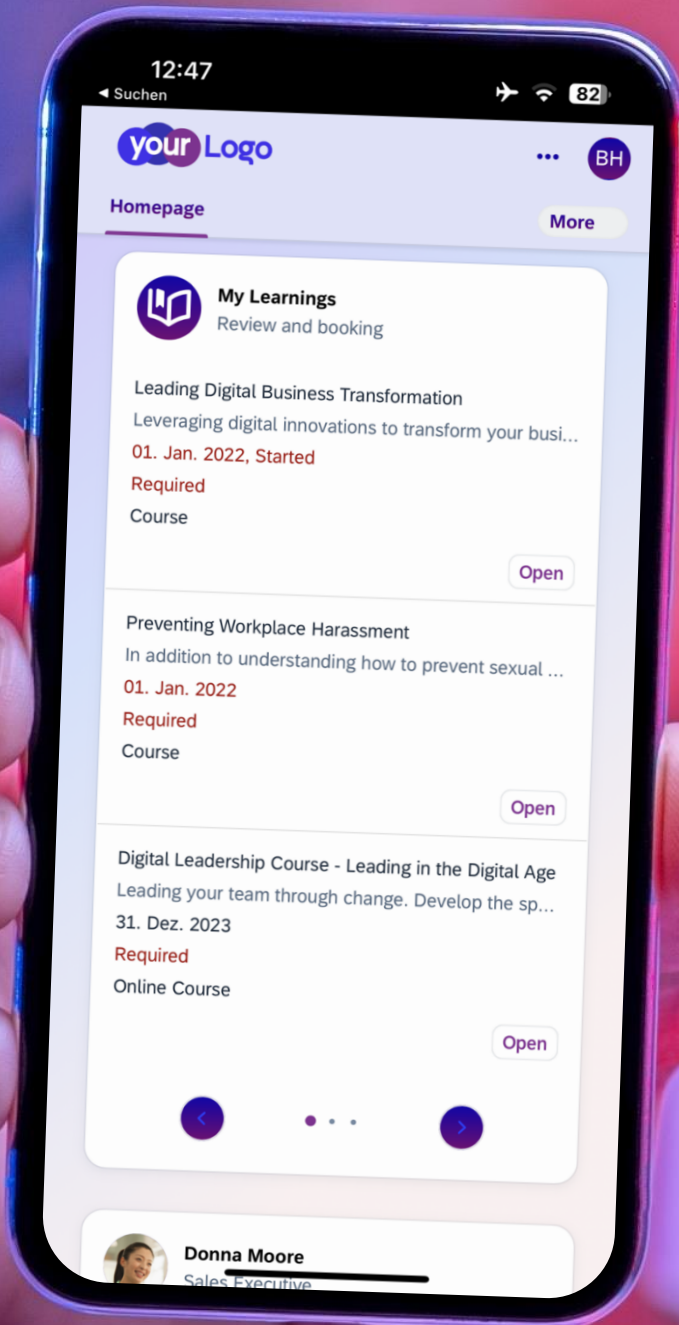 12:47
82
◀ Suchen
your Logo
••• BH
Homepage
More
My Learnings
Review and booking
Leading Digital Business Transformation
Leveraging digital innovations to transform your busi...
01. Jan. 2022, Started
Required
Course
Open
Preventing Workplace Harassment
In addition to understanding how to prevent sexual ...
01. Jan. 2022
Required
Course
Open
Digital Leadership Course - Leading in the Digital Age
Leading your team through change. Develop the sp...
31. Dez. 2023
Required
Online Course
Open
Donna Moore
Sales Executive